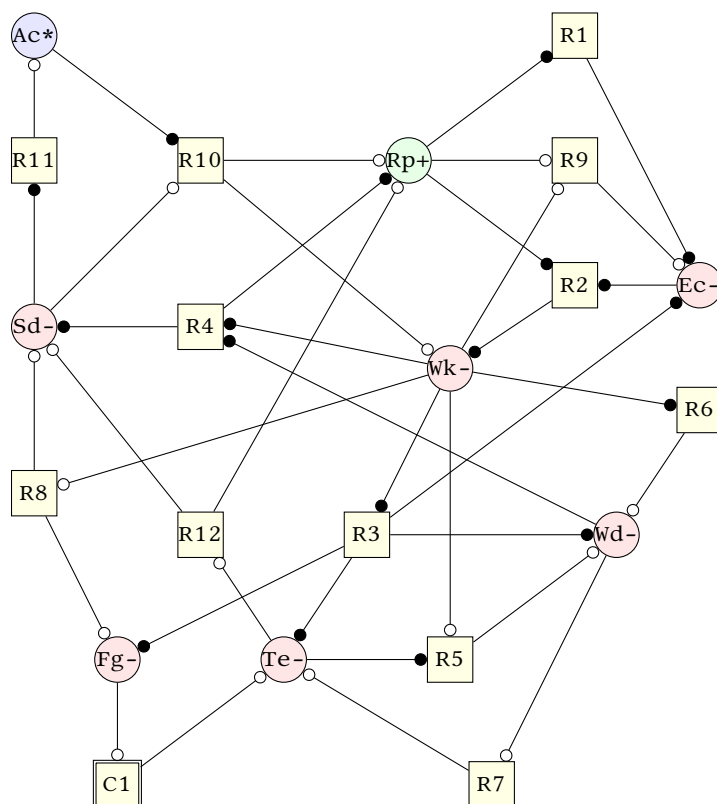 Ac*
R1
R11
R10
Rp+
R9
R2
Ec-
Sd-
R4
Wk-
R6
R8
R12
R3
Wd-
Fg-
Te-
R5
C1
R7